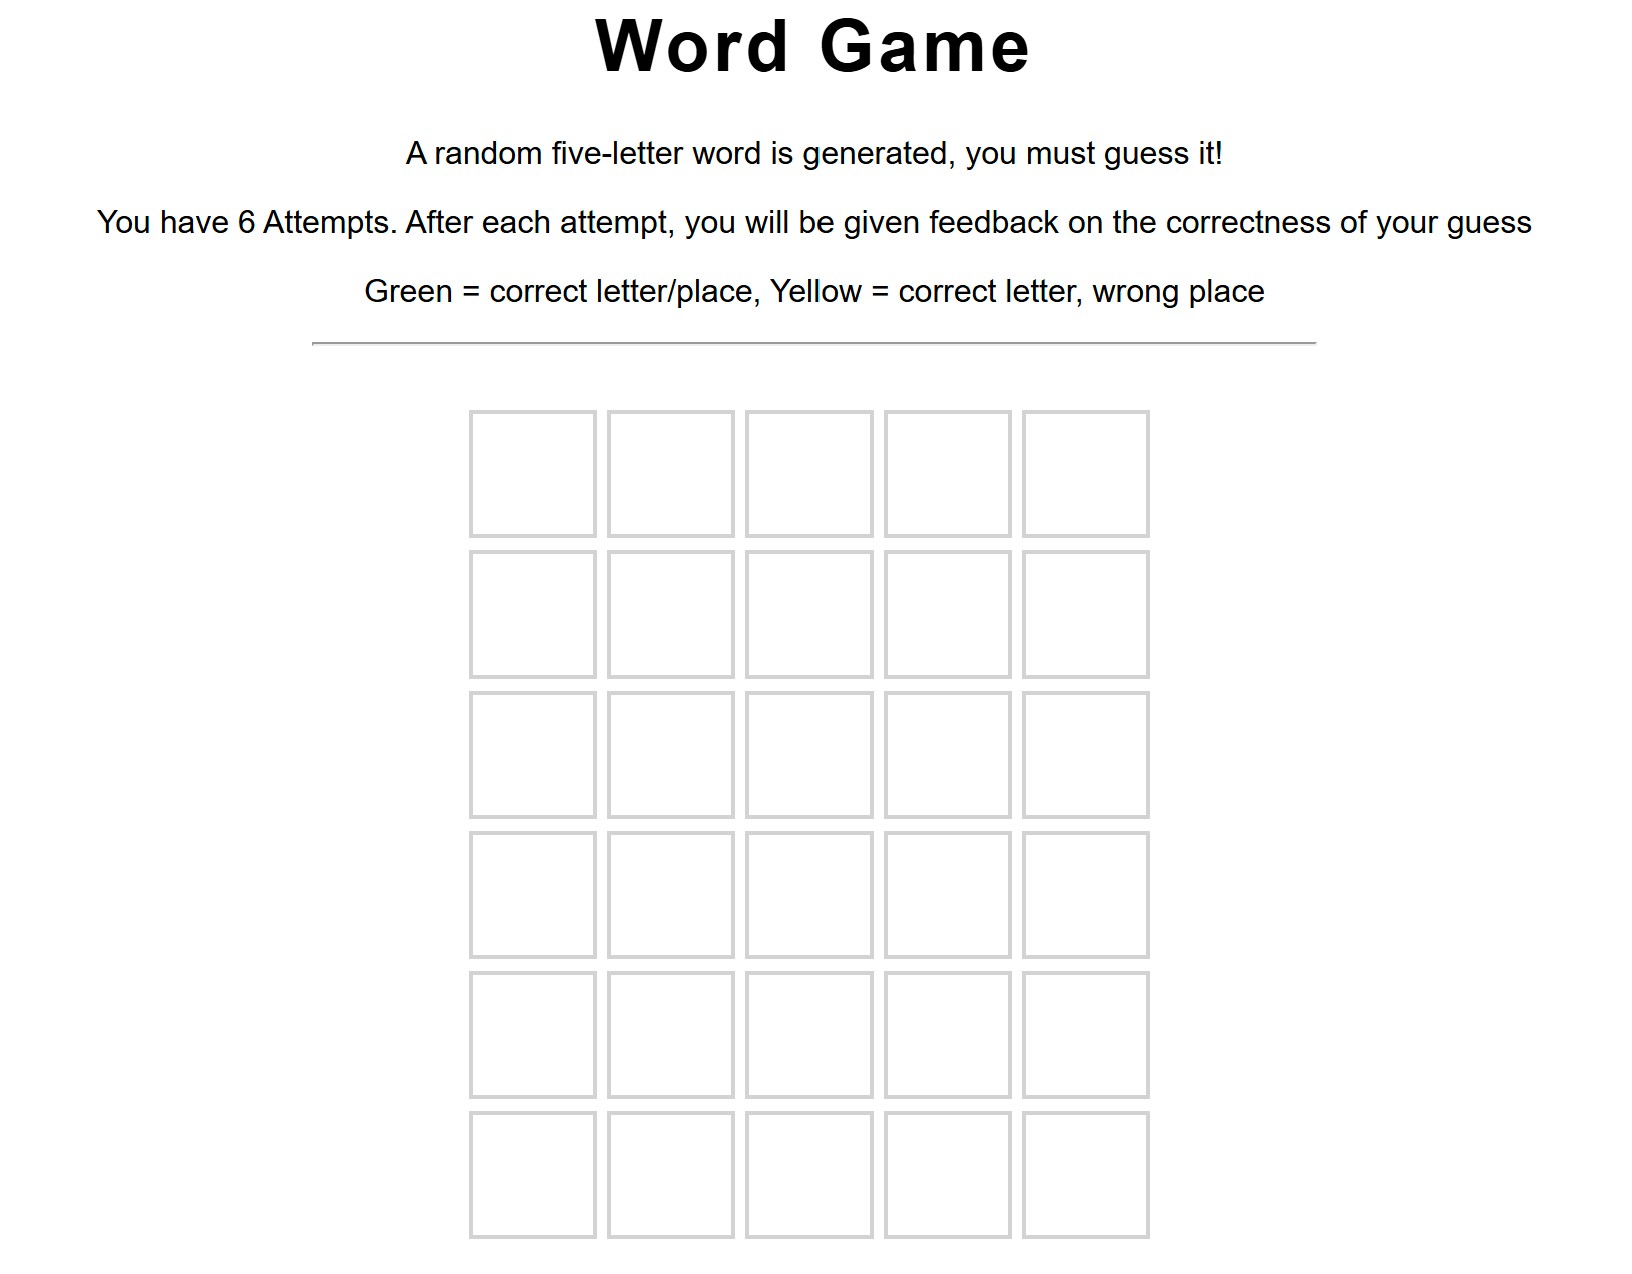 Word Game
A random five-letter word is generated, you must guess it!
You have 6 Attempts. After each attempt, you will be given feedback on the correctness of your guess
Green = correct letter/place, Yellow = correct letter, wrong place